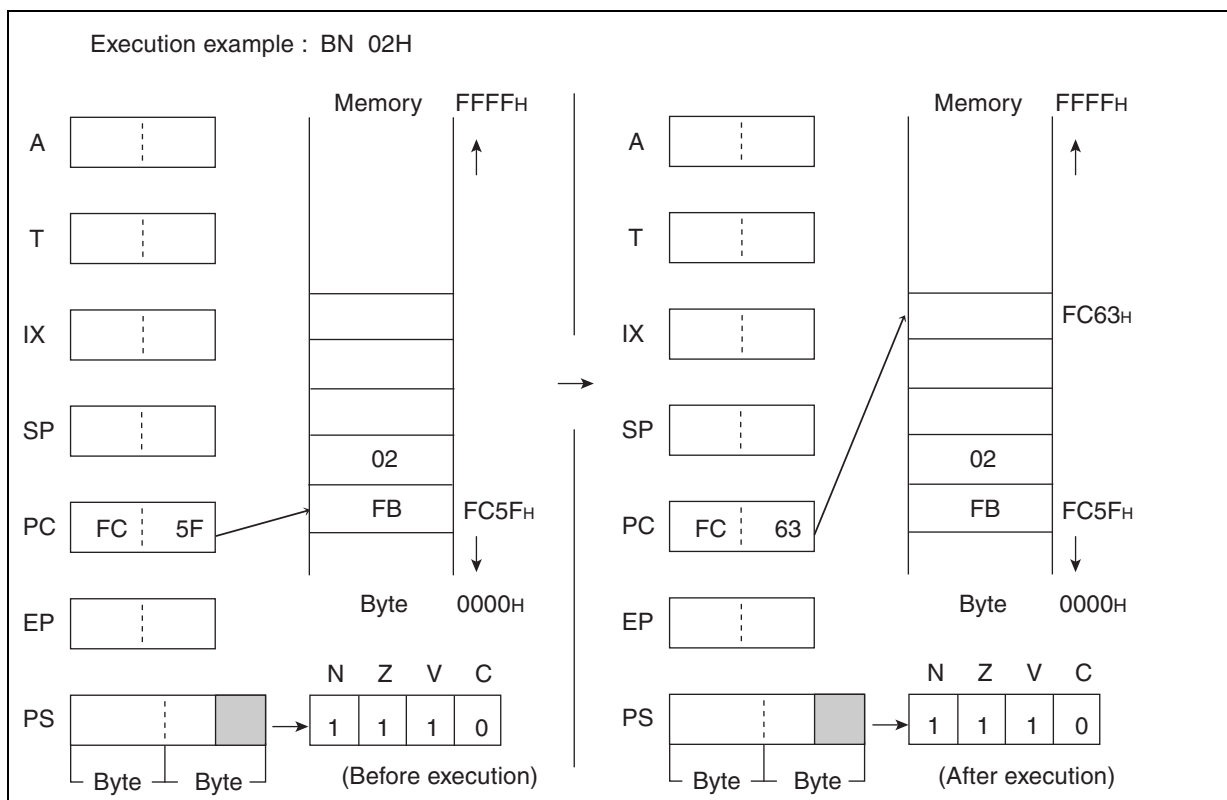 Execution example : BN 02H
Memory FFFFH
A
T
IX
SP
02
PC FC 5F
FB FC5FH
EP
Byte 0000H
N Z V C
PS
1 1 1 0
Byte Byte
(Before execution)
Memory FFFFH
A
T
IX
FC63H
SP
02
PC FC 63
FB FC5FH
EP
Byte 0000H
N Z V C
PS
1 1 1 0
Byte Byte
(After execution)